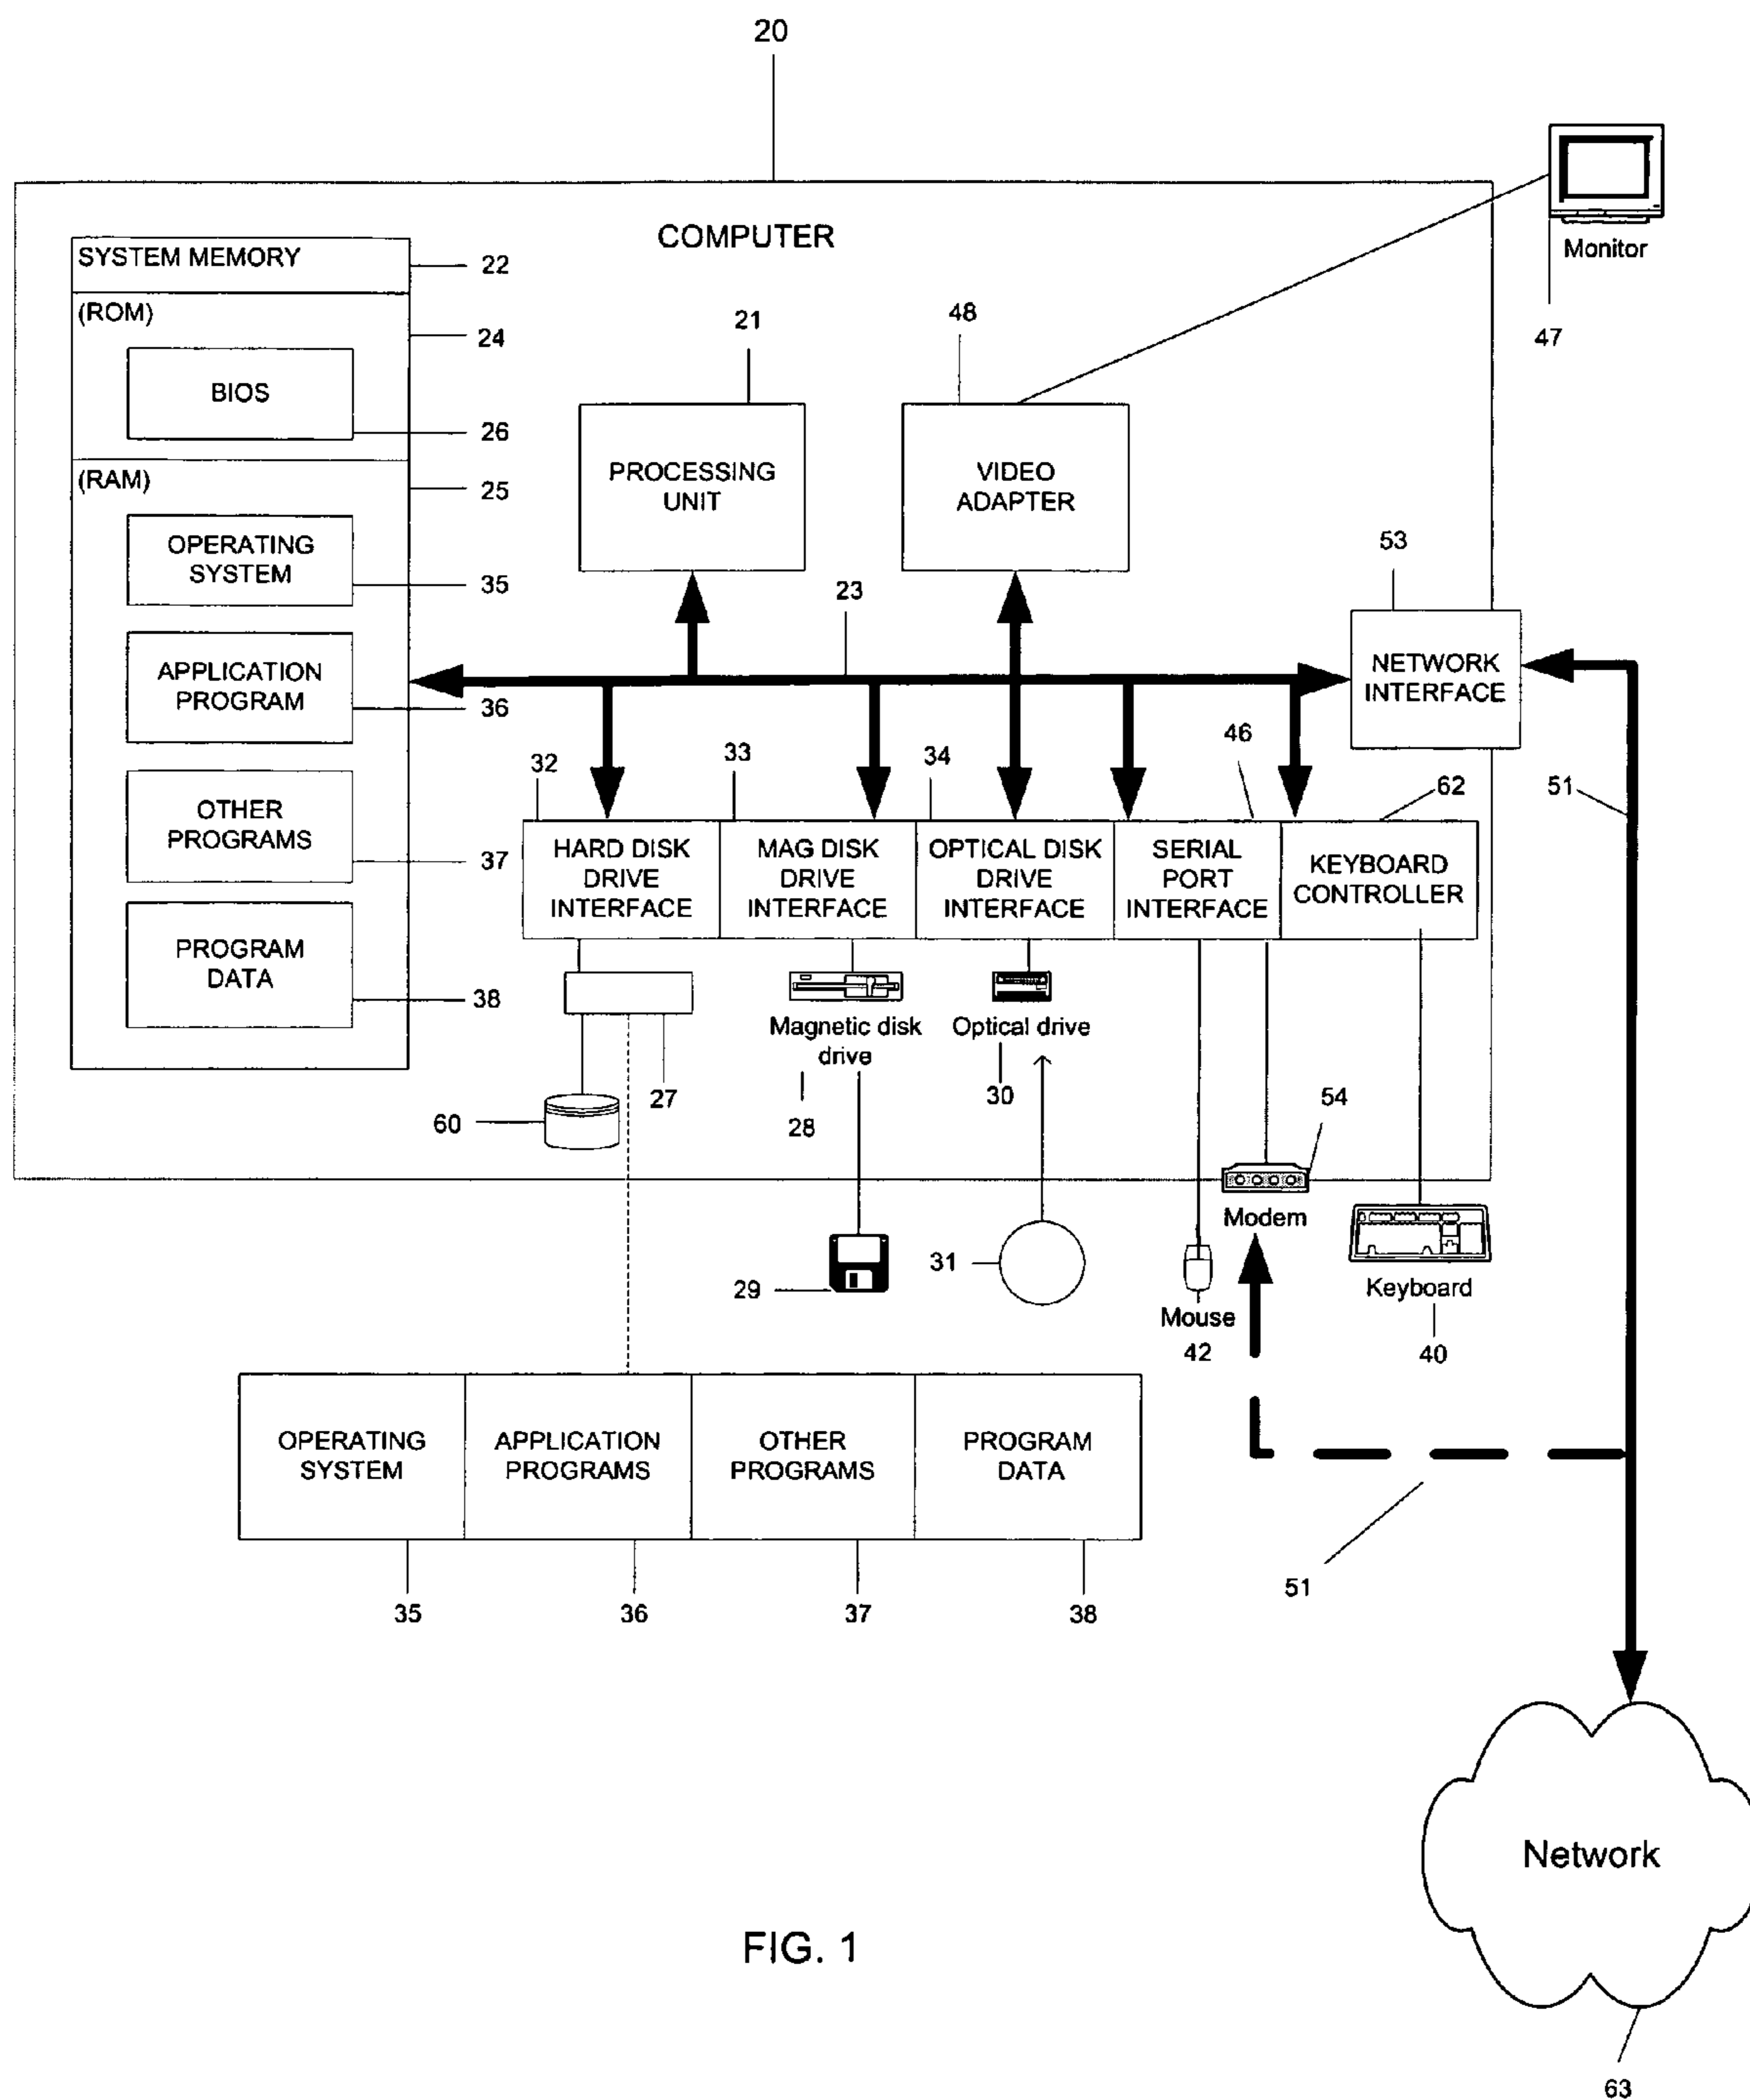 20
COMPUTER
Monitor
47
SYSTEM MEMORY
22
(ROM)
24
BIOS
26
(RAM)
25
OPERATING
SYSTEM
35
APPLICATION
PROGRAM
36
OTHER
PROGRAMS
37
PROGRAM
DATA
38
21
PROCESSING
UNIT
48
VIDEO
ADAPTER
23
53
NETWORK
INTERFACE
51
32
HARD DISK
DRIVE
INTERFACE
33
MAG DISK
DRIVE
INTERFACE
34
OPTICAL DISK
DRIVE
INTERFACE
46
SERIAL
PORT
INTERFACE
62
KEYBOARD
CONTROLLER
27
60
Magnetic disk
drive
28
Optical drive
30
54
Modem
29
31
Mouse
42
Keyboard
40
OPERATING
SYSTEM
APPLICATION
PROGRAMS
OTHER
PROGRAMS
PROGRAM
DATA
35
36
37
38
51
Network
63
FIG. 1